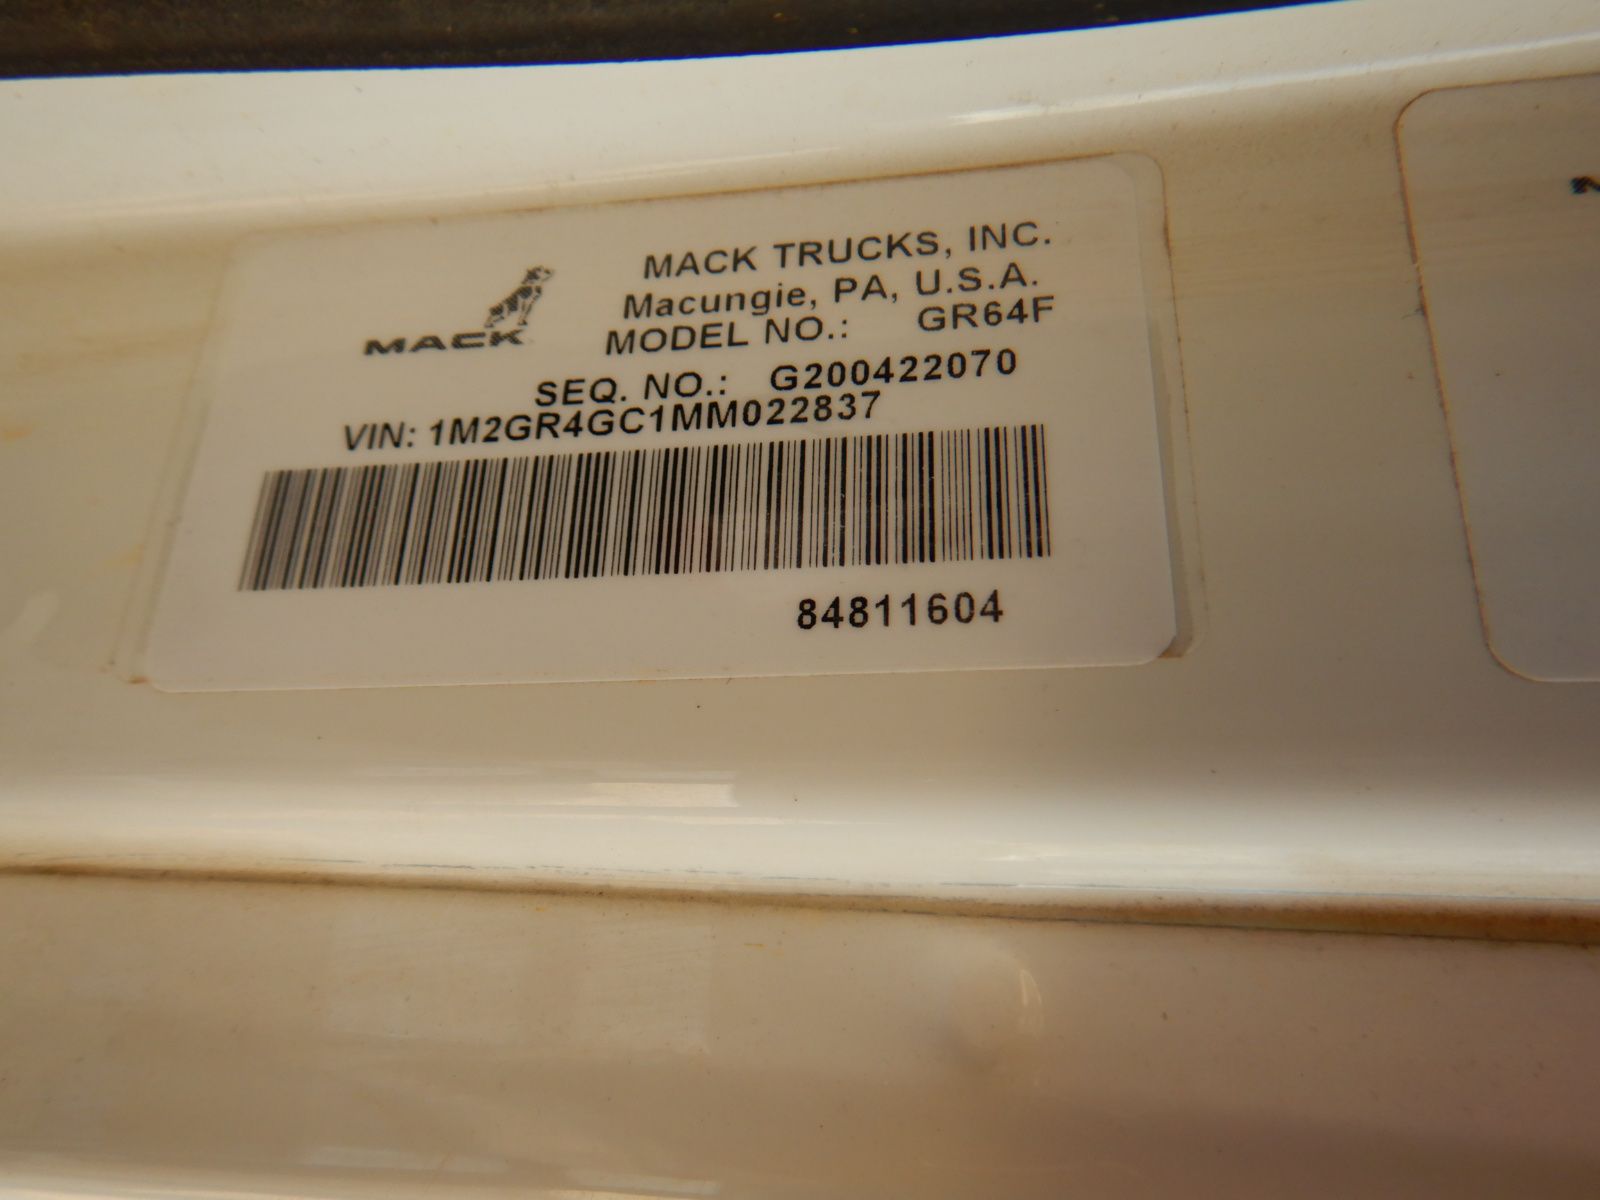 MACK
MACK TRUCKS, INC.
Macungie, PA, U.S.A.
MODEL NO.: GR64F
SEQ. NO.: G200422070
VIN: 1M2GR4GC1MM022837
84811604